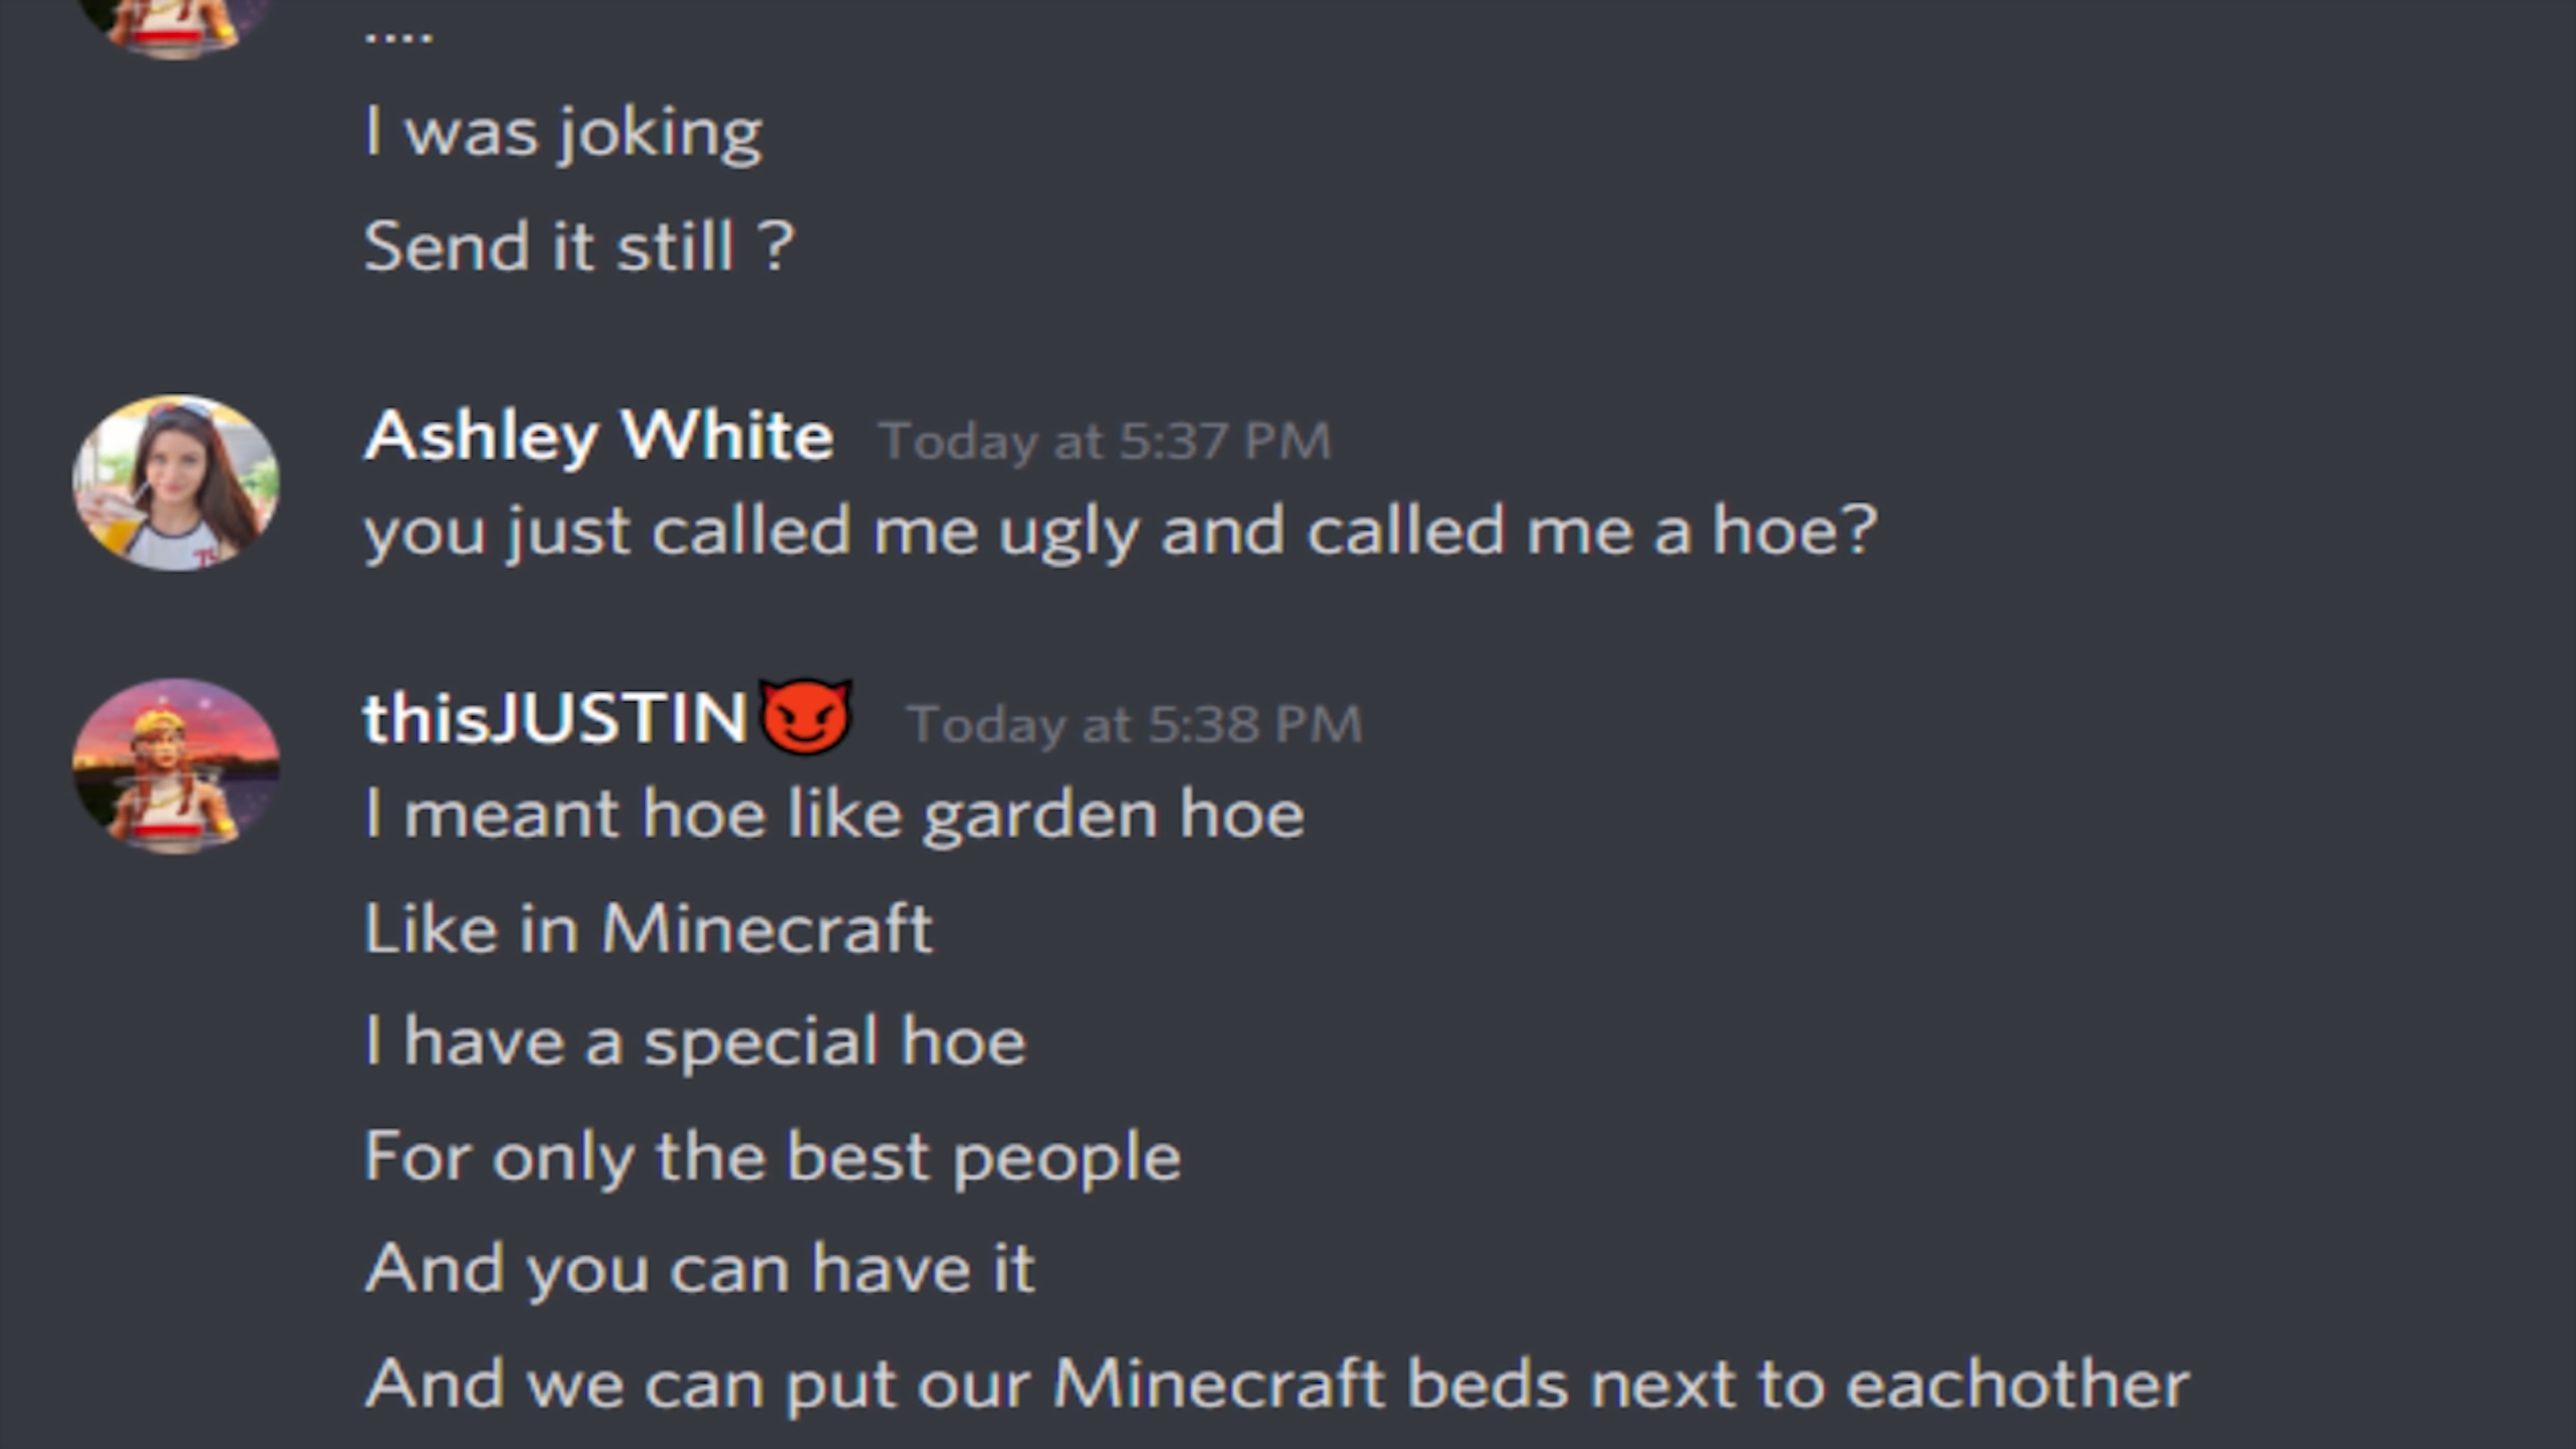 ....
I was joking
Send it still ?
Ashley White Today at 5:37 PM
you just called me ugly and called me a hoe?
thisJUSTIN😈 Today at 5:38 PM
I meant hoe like garden hoe
Like in Minecraft
I have a special hoe
For only the best people
And you can have it
And we can put our Minecraft beds next to eachother